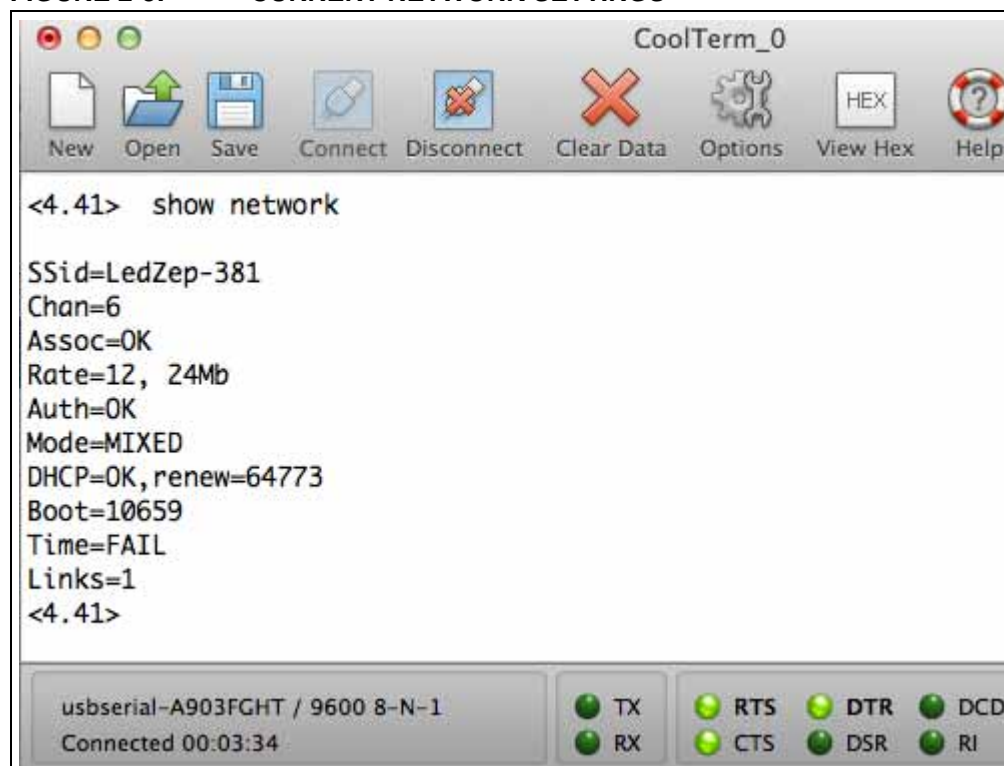 CoolTerm_0
New Open Save Connect Disconnect Clear Data Options HEX View Hex Help
<4.41> show network
SSid=LedZep-381
Chan=6
Assoc=OK
Rate=12, 24Mb
Auth=OK
Mode=MIXED
DHCP=OK,renew=64773
Boot=10659
Time=FAIL
Links=1
<4.41>
usbserial-A903FGHT / 9600 8-N-1
Connected 00:03:34
TX RTS DTR DCD
RX CTS DSR RI